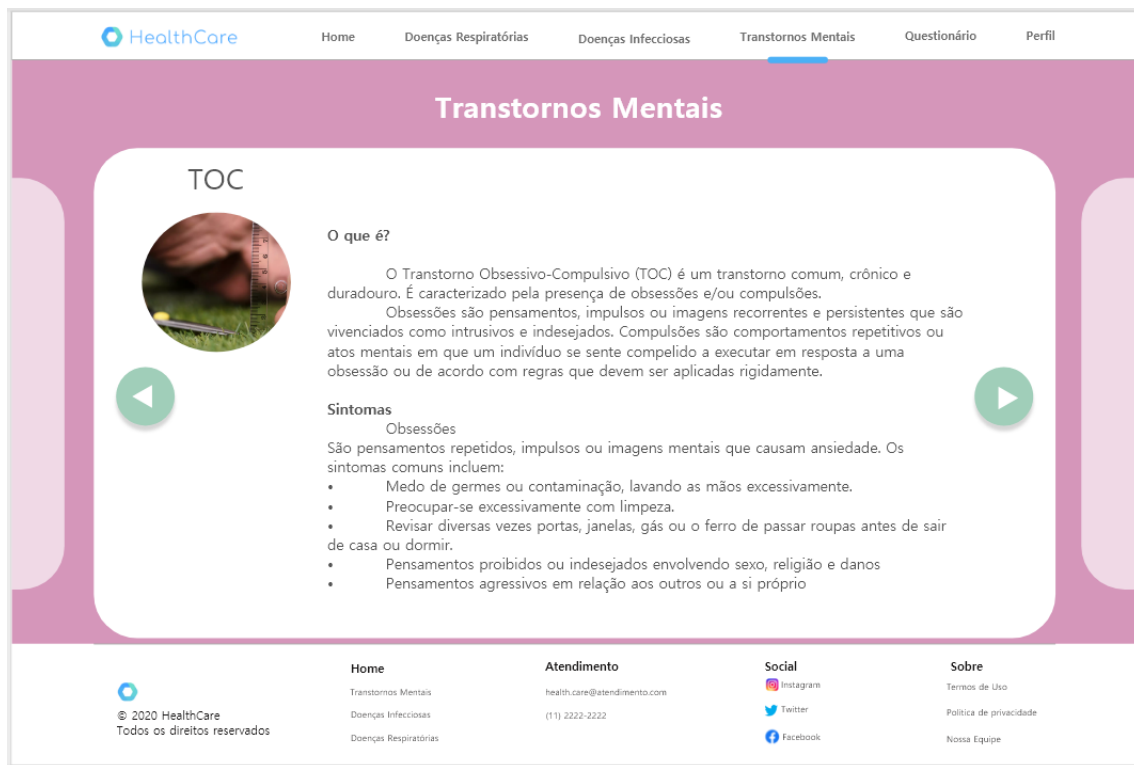 HealthCare
Home
Doenças Respiratórias
Doenças Infecciosas
Transtornos Mentais
Questionário
Perfil
Transtornos Mentais
TOC
O que é?
O Transtorno Obsessivo-Compulsivo (TOC) é um transtorno comum, crônico e
duradouro. É caracterizado pela presença de obsessões e/ou compulsões.
Obsessões são pensamentos, impulsos ou imagens recorrentes e persistentes que são
vivenciados como intrusivos e indesejados. Compulsões são comportamentos repetitivos ou
atos mentais em que um indivíduo se sente compelido a executar em resposta a uma
obsessão ou de acordo com regras que devem ser aplicadas rigidamente.
Sintomas
Obsessões
São pensamentos repetidos, impulsos ou imagens mentais que causam ansiedade. Os
sintomas comuns incluem:
• Medo de germes ou contaminação, lavando as mãos excessivamente.
• Preocupar-se excessivamente com limpeza.
• Revisar diversas vezes portas, janelas, gás ou o ferro de passar roupas antes de sair
de casa ou dormir.
• Pensamentos proibidos ou indesejados envolvendo sexo, religião e danos
• Pensamentos agressivos em relação aos outros ou a si próprio
© 2020 HealthCare
Todos os direitos reservados
Home
Transtornos Mentais
Doenças Infecciosas
Doenças Respiratórias
Atendimento
health.care@atendimento.com
(11) 2222-2222
Social
Instagram
Twitter
Facebook
Sobre
Termos de Uso
Política de privacidade
Nossa Equipe